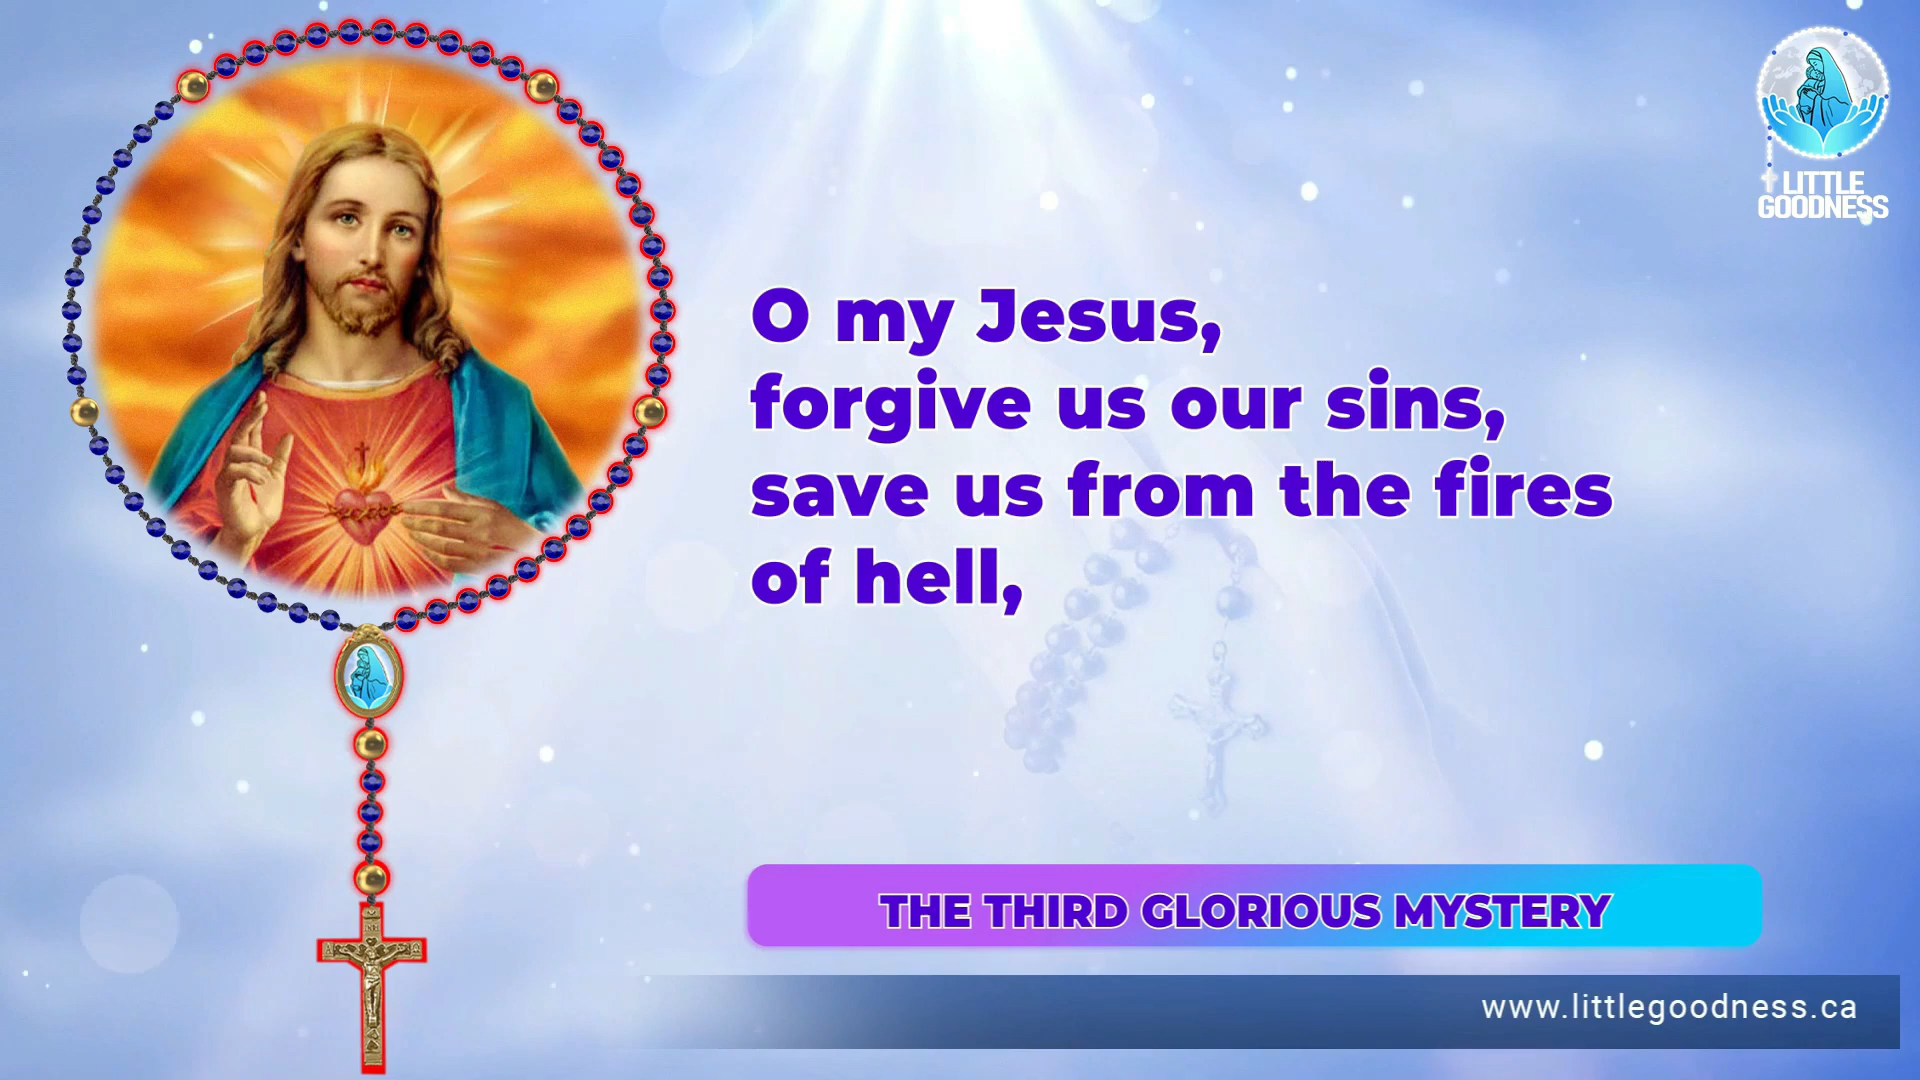 LITTLE
GOODNESS
O my Jesus,
forgive us our sins,
save us from the fires
of hell,
INRI
THE THIRD GLORIOUS MYSTERY
www.littlegoodness.ca